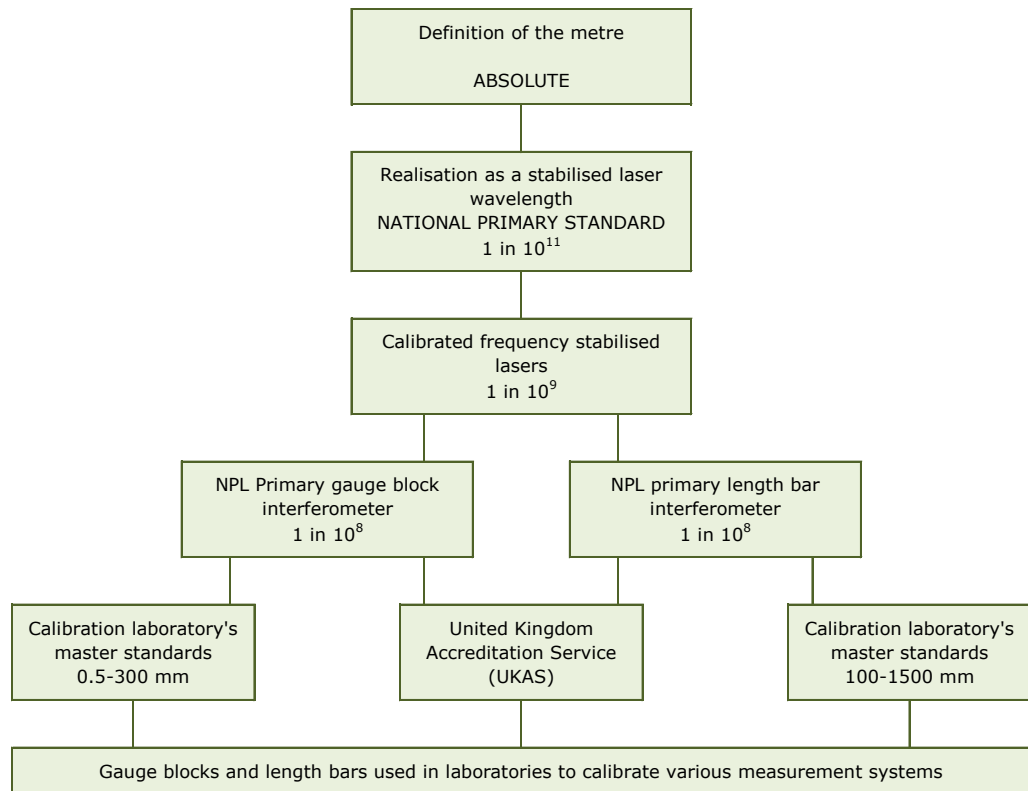 Definition of the metre
ABSOLUTE
Realisation as a stabilised laser
wavelength
NATIONAL PRIMARY STANDARD
1 in 10¹¹
Calibrated frequency stabilised
lasers
1 in 10⁹
NPL Primary gauge block
interferometer
1 in 10⁸
NPL primary length bar
interferometer
1 in 10⁸
Calibration laboratory's
master standards
0.5-300 mm
United Kingdom
Accreditation Service
(UKAS)
Calibration laboratory's
master standards
100-1500 mm
Gauge blocks and length bars used in laboratories to calibrate various measurement systems